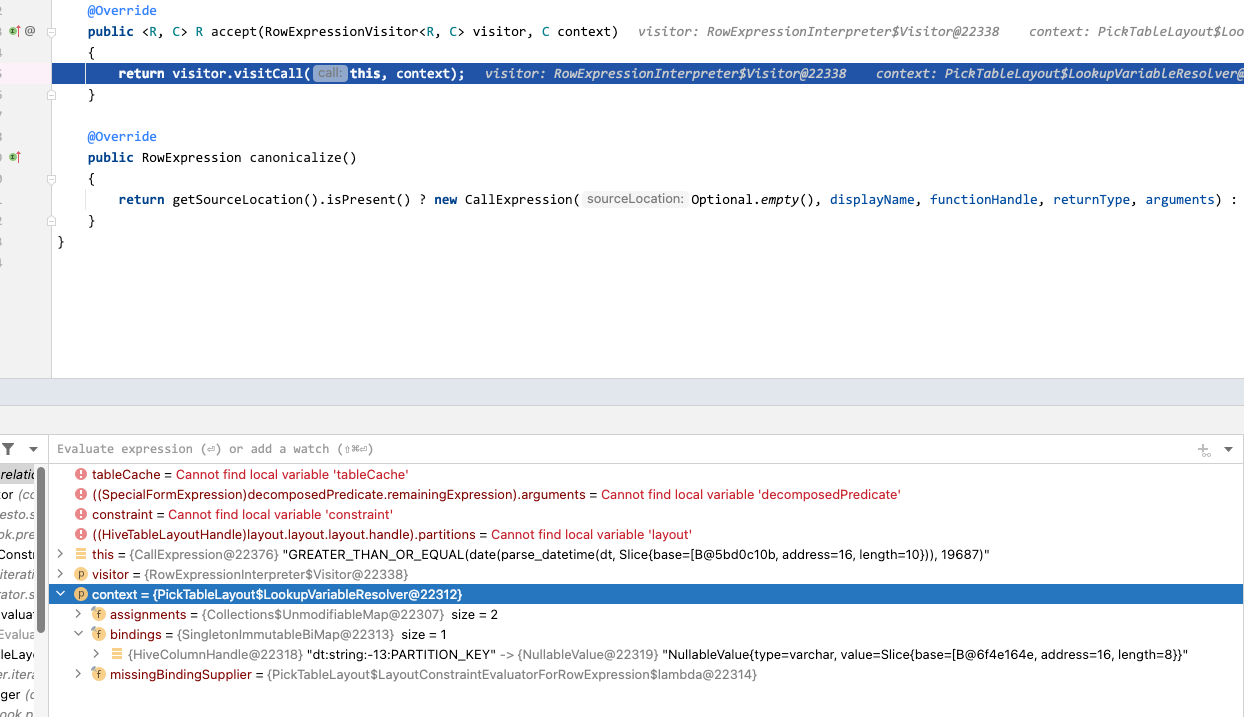 @Override
public <R, C> R accept(RowExpressionVisitor<R, C> visitor, C context) visitor: RowExpressionInterpreter$Visitor@22338 context: PickTableLayout$Loo
{
return visitor.visitCall( call: this, context); visitor: RowExpressionInterpreter$Visitor@22338 context: PickTableLayout$LookupVariableResolver@
}
@Override
public RowExpression canonicalize()
{
return getSourceLocation().isPresent() ? new CallExpression( sourceLocation: Optional.empty(), displayName, functionHandle, returnType, arguments) :
}
}
Evaluate expression (⏎) or add a watch (⇧⌘⏎)
tableCache = Cannot find local variable 'tableCache'
((SpecialFormExpression)decomposedPredicate.remainingExpression).arguments = Cannot find local variable 'decomposedPredicate'
constraint = Cannot find local variable 'constraint'
((HiveTableLayoutHandle)layout.layout.layout.handle).partitions = Cannot find local variable 'layout'
this = {CallExpression@22376} "GREATER_THAN_OR_EQUAL(date(parse_datetime(dt, Slice{base=[B@5bd0c10b, address=16, length=10})), 19687)"
visitor = {RowExpressionInterpreter$Visitor@22338}
context = {PickTableLayout$LookupVariableResolver@22312}
assignments = {Collections$UnmodifiableMap@22307} size = 2
bindings = {SingletonImmutableBiMap@22313} size = 1
{HiveColumnHandle@22318} "dt:string:-13:PARTITION_KEY" -> {NullableValue@22319} "NullableValue{type=varchar, value=Slice{base=[B@6f4e164e, address=16, length=8}}"
missingBindingSupplier = {PickTableLayout$LayoutConstraintEvaluatorForRowExpression$lambda@22314}